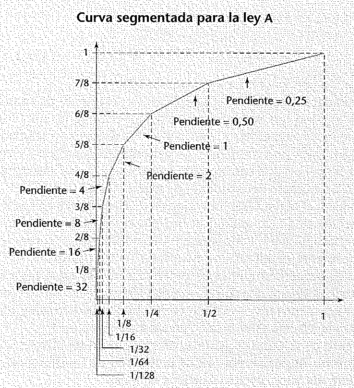 Curva segmentada para la ley A
1
7/8
Pendiente = 0,25
6/8
Pendiente = 0,50
5/8
Pendiente = 1
4/8
Pendiente = 2
Pendiente = 4
3/8
Pendiente = 8
2/8
Pendiente = 16
1/8
Pendiente = 32
1/4
1/2
1
1/8
1/16
1/32
1/64
1/128